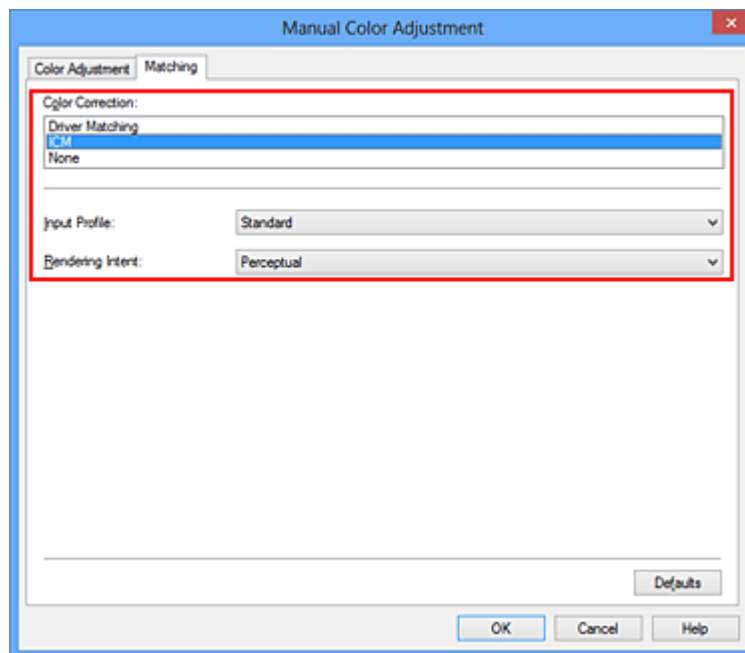 Manual Color Adjustment
Color Adjustment Matching
Color Correction:
Driver Matching
ICM
None
Input Profile: Standard
Rendering Intent: Perceptual
Defaults
OK Cancel Help